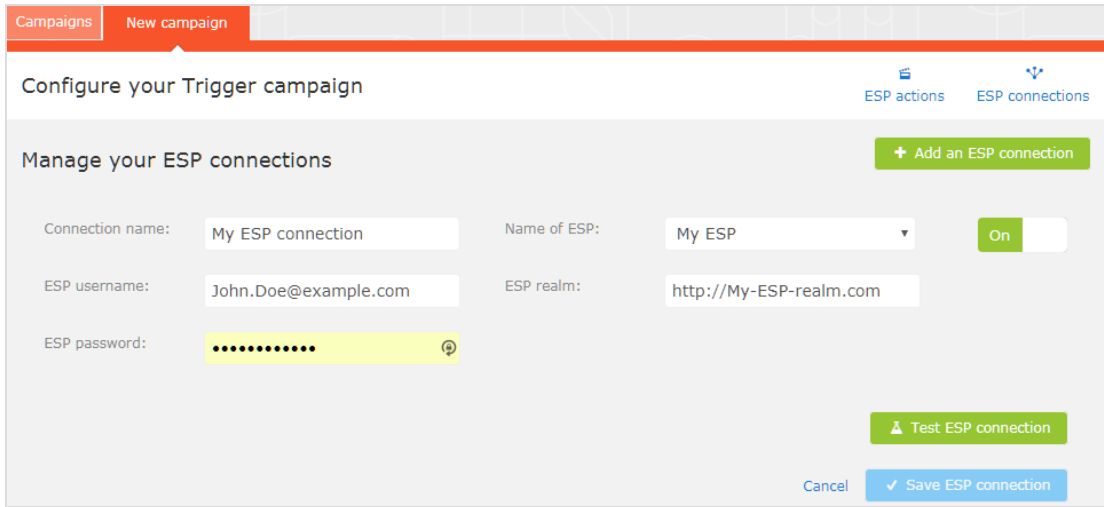 Campaigns New campaign
Configure your Trigger campaign
ESP actions ESP connections
Manage your ESP connections
+ Add an ESP connection
Connection name: My ESP connection Name of ESP: My ESP On
ESP username: John.Doe@example.com ESP realm: http://My-ESP-realm.com
ESP password: ••••••••••••
Test ESP connection
Cancel ✓ Save ESP connection